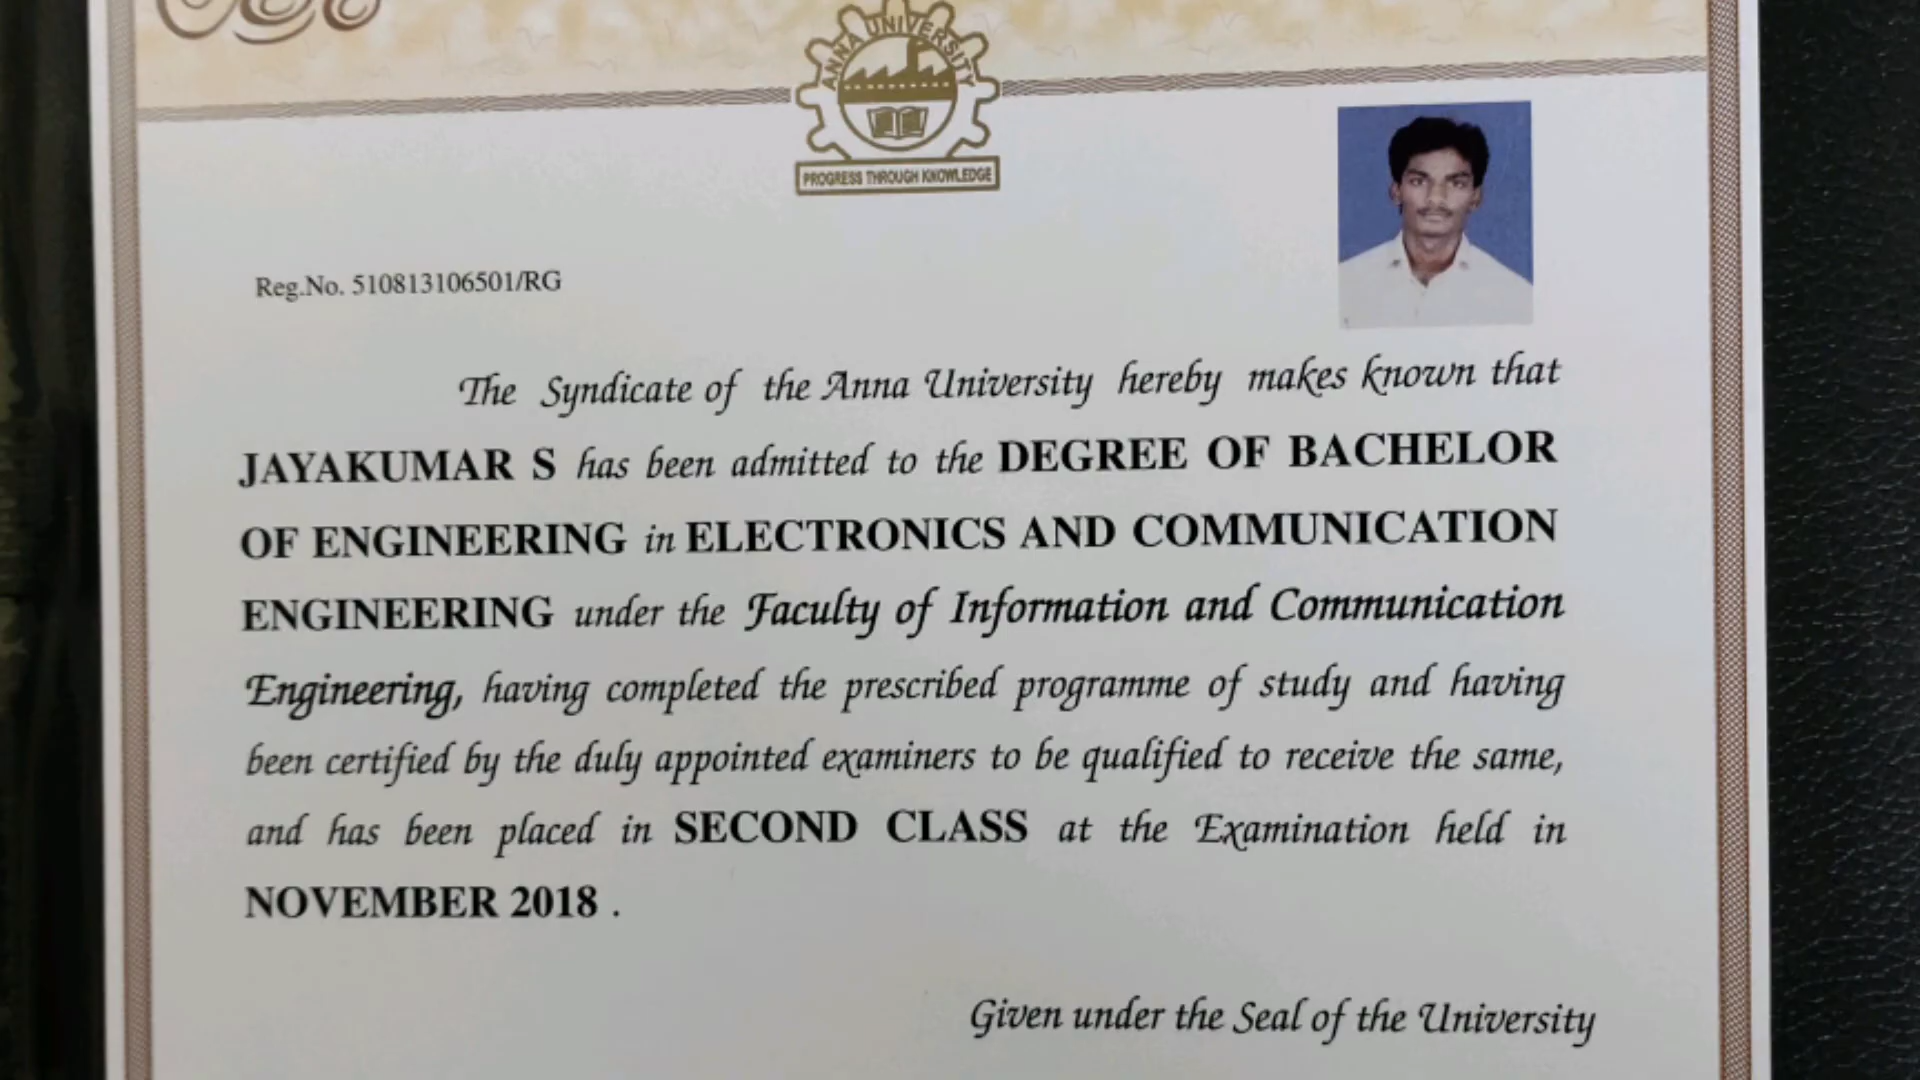 ANNA UNIVERSITY
PROGRESS THROUGH KNOWLEDGE
Reg.No. 510813106501/RG
The Syndicate of the Anna University hereby makes known that
JAYAKUMAR S has been admitted to the DEGREE OF BACHELOR
OF ENGINEERING in ELECTRONICS AND COMMUNICATION
ENGINEERING under the Faculty of Information and Communication
Engineering, having completed the prescribed programme of study and having
been certified by the duly appointed examiners to be qualified to receive the same,
and has been placed in SECOND CLASS at the Examination held in
NOVEMBER 2018 .
Given under the Seal of the University